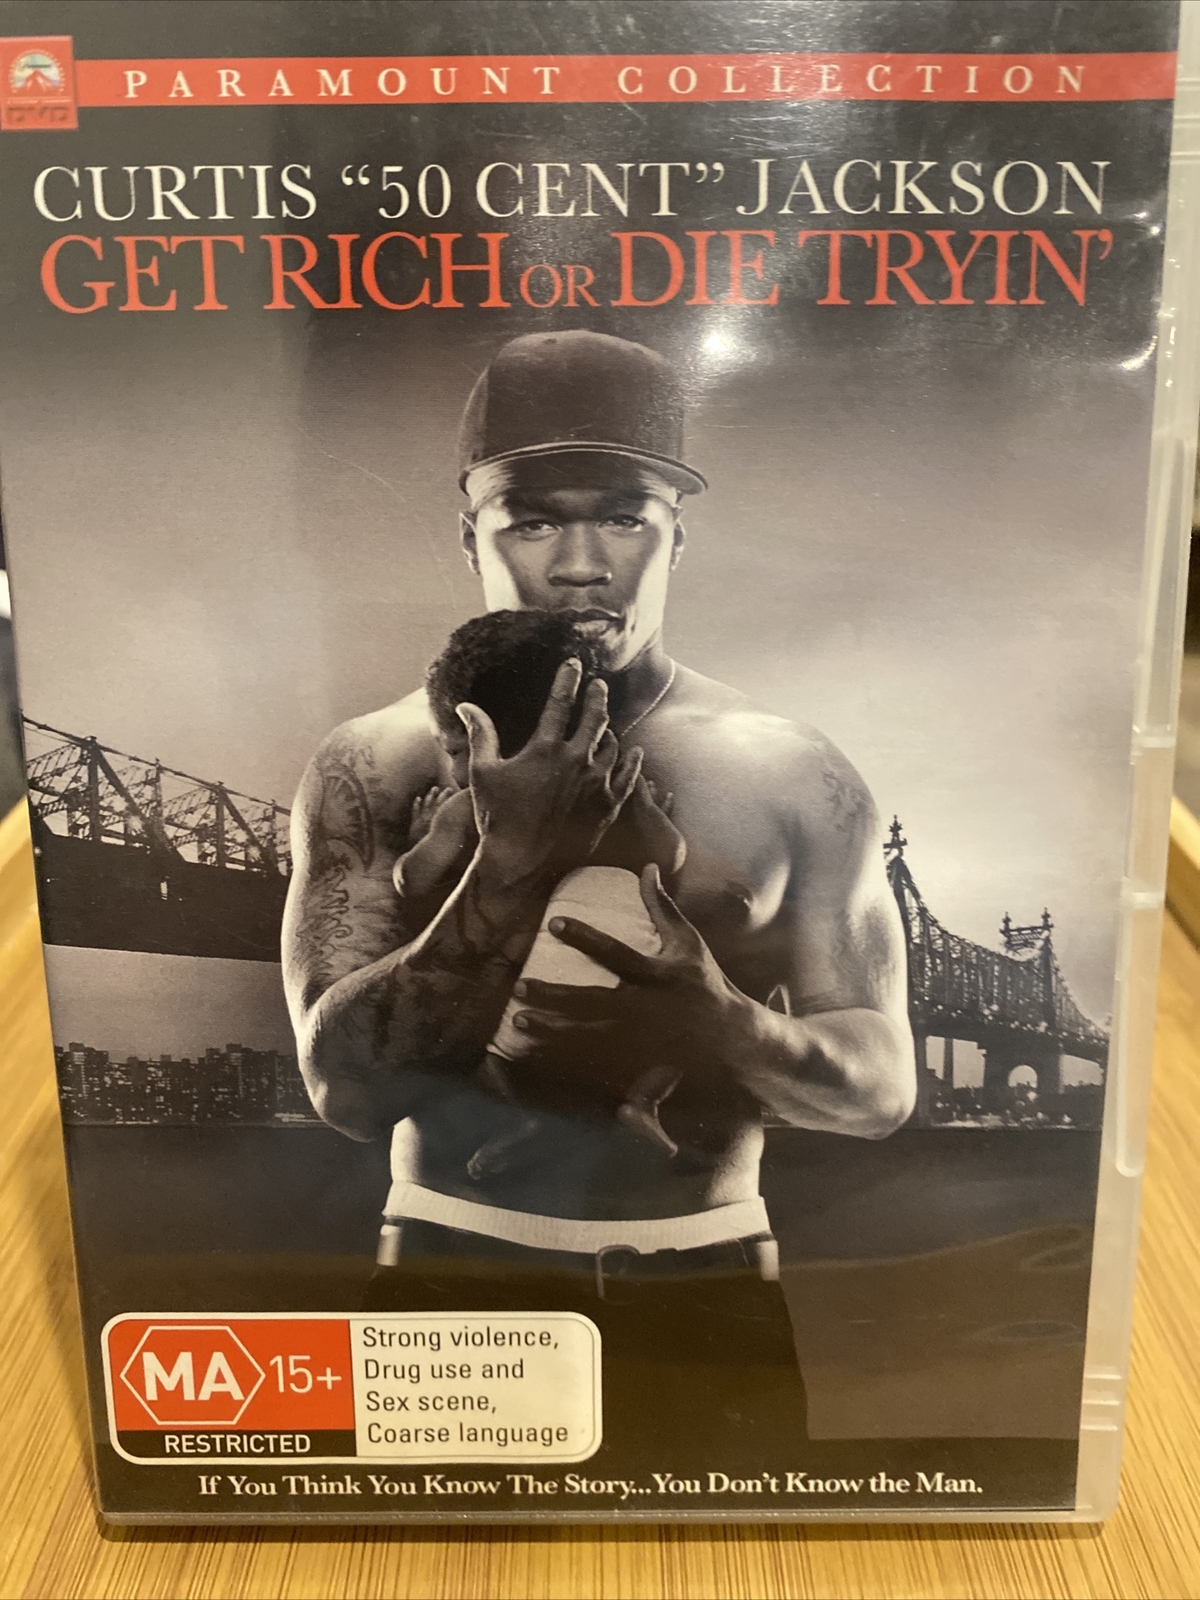 PARAMOUNT COLLECTION
DVD
CURTIS “50 CENT” JACKSON
GET RICH OR DIE TRYIN’
MA 15+
RESTRICTED
Strong violence,
Drug use and
Sex scene,
Coarse language
If You Think You Know The Story...You Don’t Know the Man.